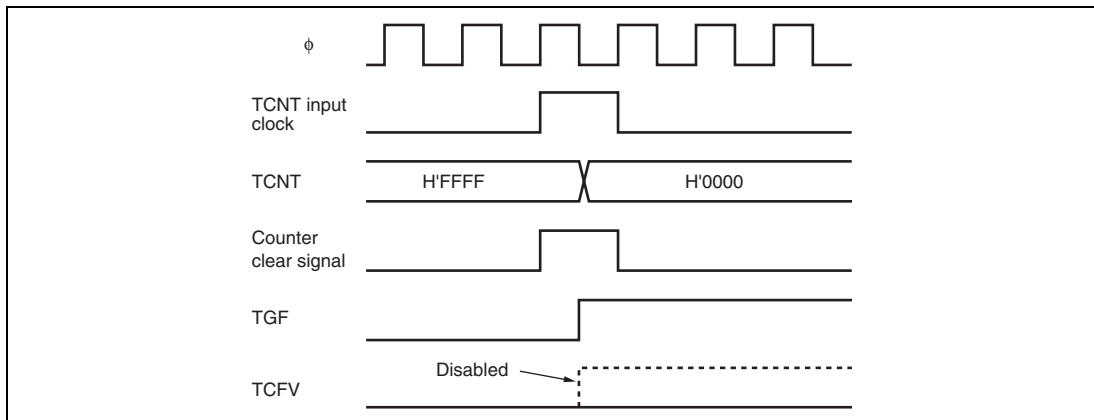 ϕ
TCNT input
clock
TCNT
H'FFFF
H'0000
Counter
clear signal
TGF
Disabled
TCFV